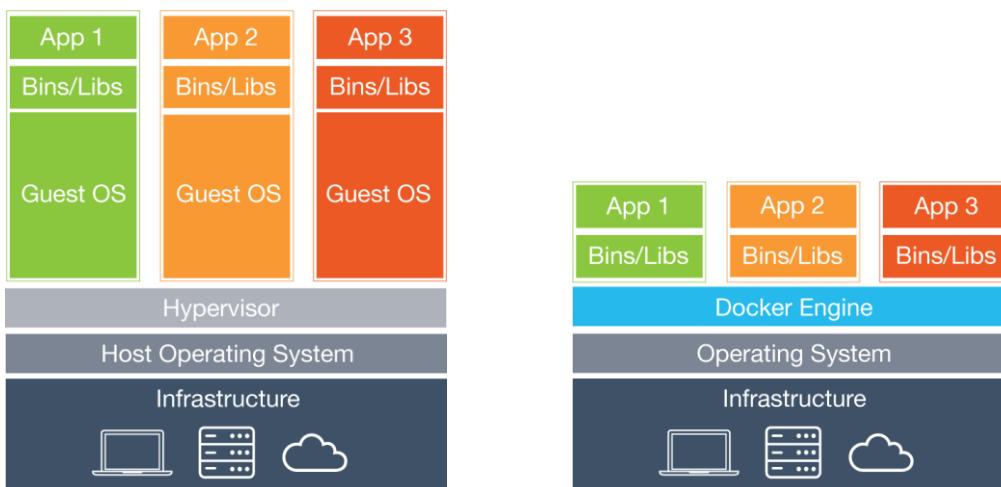 App 1
App 2
App 3
Bins/Libs
Bins/Libs
Bins/Libs
Guest OS
Guest OS
Guest OS
Hypervisor
Host Operating System
Infrastructure
App 1
App 2
App 3
Bins/Libs
Bins/Libs
Bins/Libs
Docker Engine
Operating System
Infrastructure